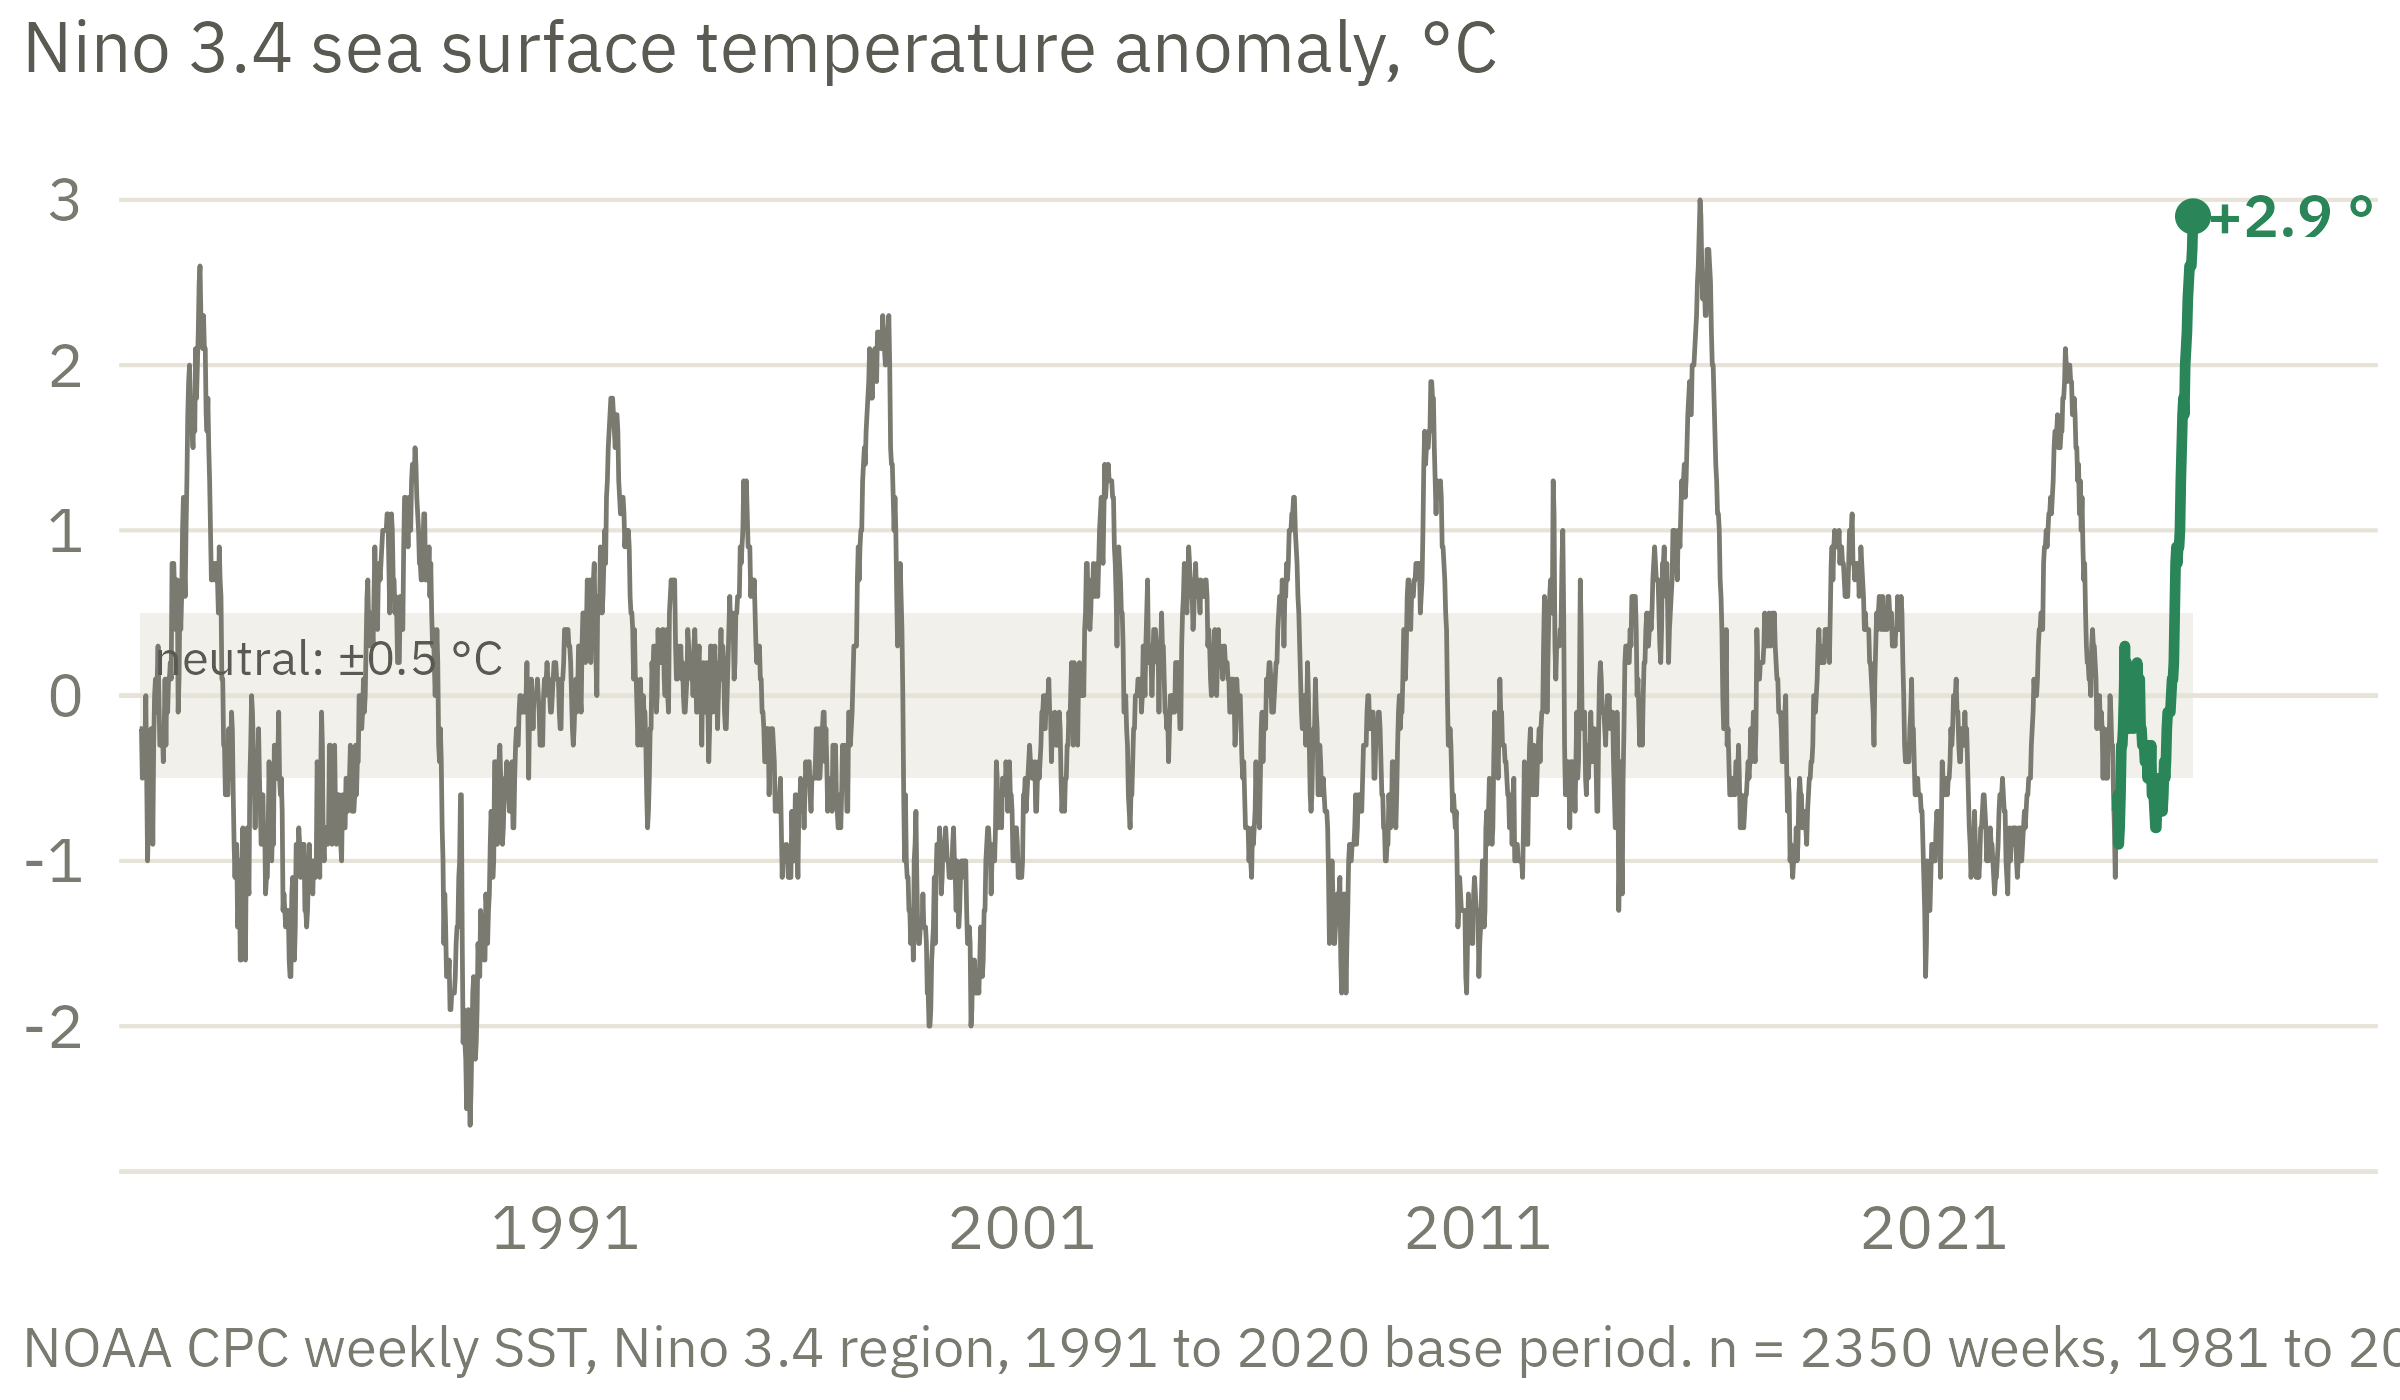 Nino 3.4 sea surface temperature anomaly, °C
3
+2.9 °
2
1
neutral: ±0.5 °C
0
-1
-2
1991 2001 2011 2021
NOAA CPC weekly SST, Nino 3.4 region, 1991 to 2020 base period. n = 2350 weeks, 1981 to 20